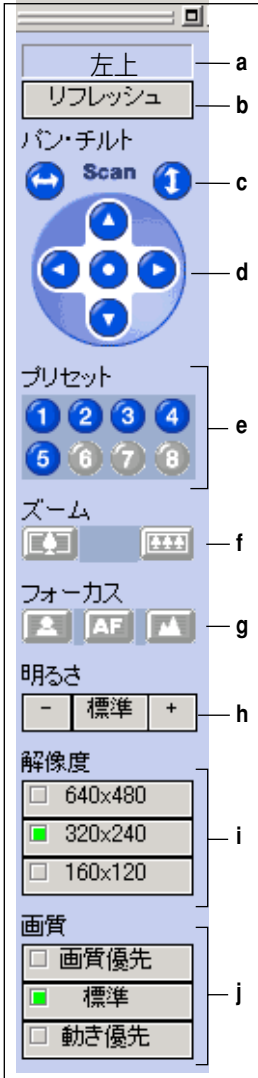 左上 a
リフレッシュ b
パン・チルト
Scan c
d
プリセット
1 2 3 4
e
5 6 7 8
ズーム
f
フォーカス
AF g
明るさ
- 標準 + h
解像度
640x480
320x240 i
160x120
画質
画質優先
標準 j
動き優先